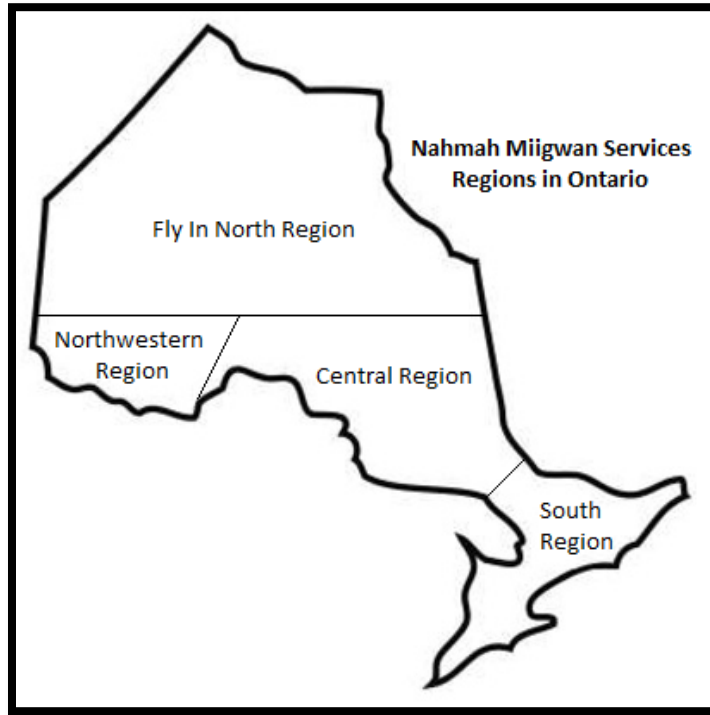 Nahmah Miigwan Services
Regions in Ontario
Fly In North Region
Northwestern
Region
Central Region
South
Region